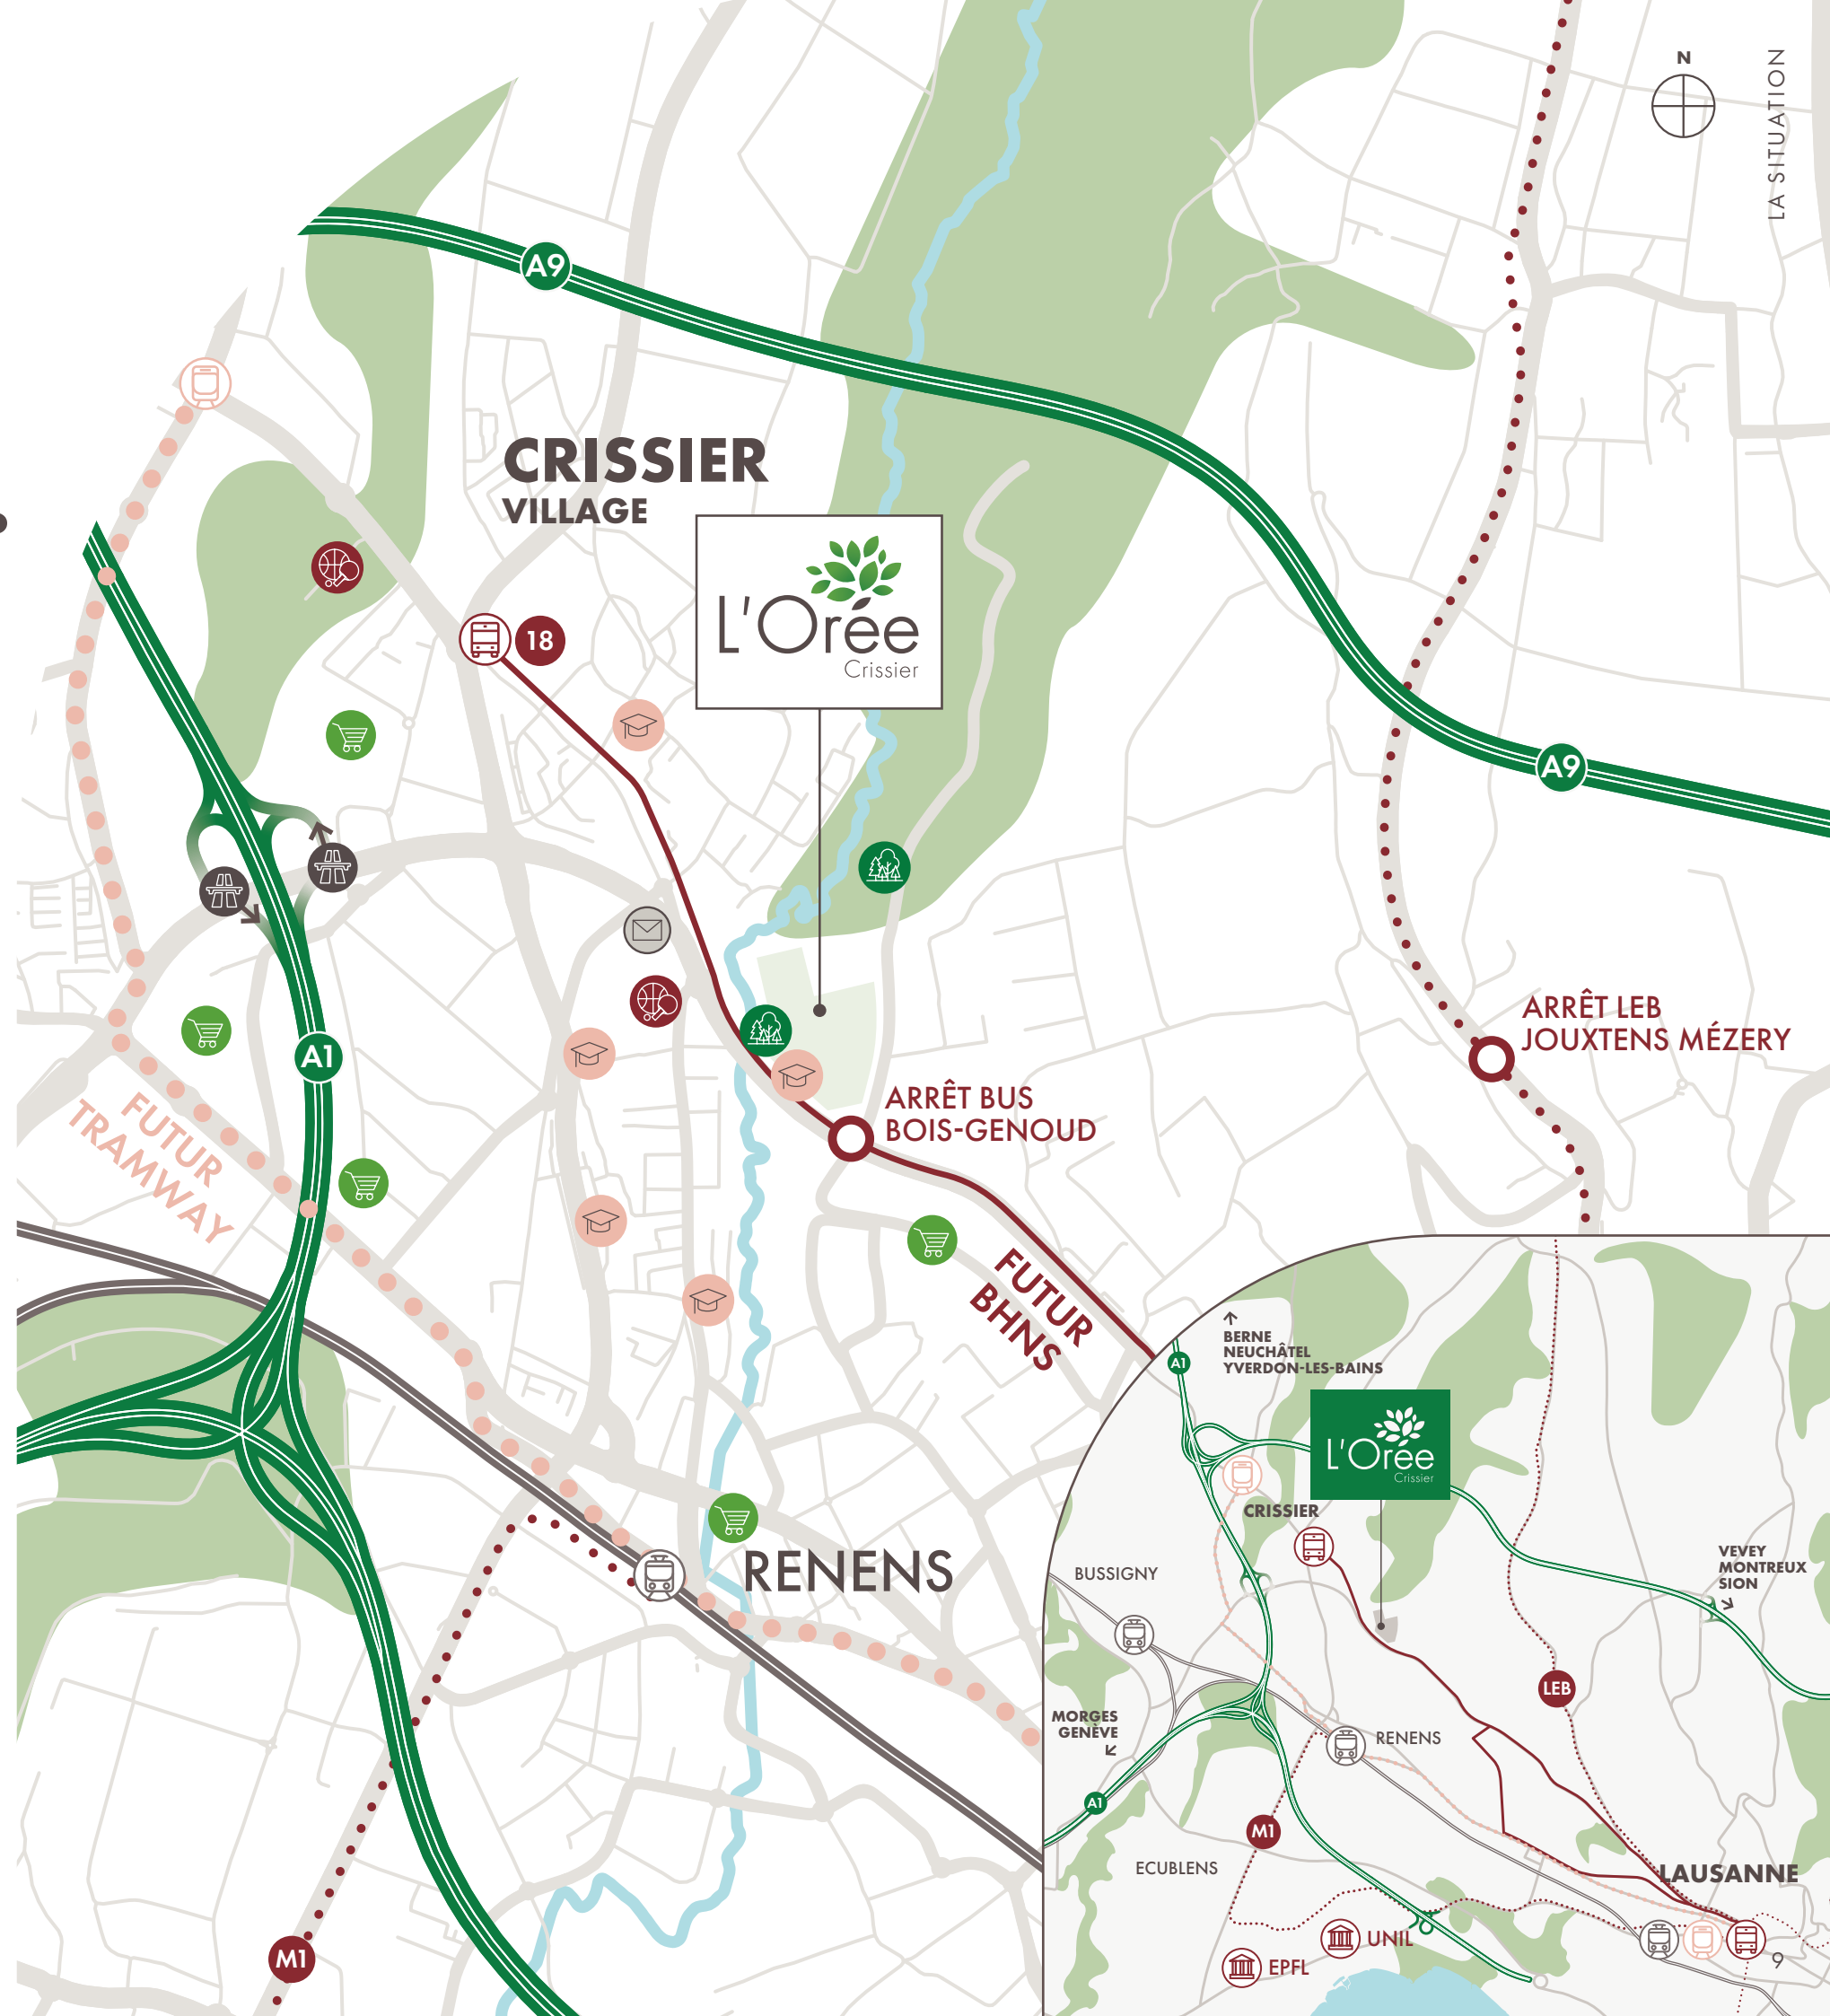 N
LA SITUATION
A9
CRISSIER
VILLAGE
L'Orée
Crissier
18
A9
A1
ARRÊT LEB
JOUXTENS MÉZERY
FUTUR
TRAMWAY
ARRÊT BUS
BOIS-GENOUD
FUTUR
BHNS
RENENS
M1
BERNE
NEUCHÂTEL
YVERDON-LES-BAINS
A1
L'Orée
Crissier
CRISSIER
BUSSIGNY
VEVEY
MONTREUX
SION
LEB
MORGES
GENÈVE
RENENS
A1
M1
ECUBLENS
LAUSANNE
UNIL
EPFL
9